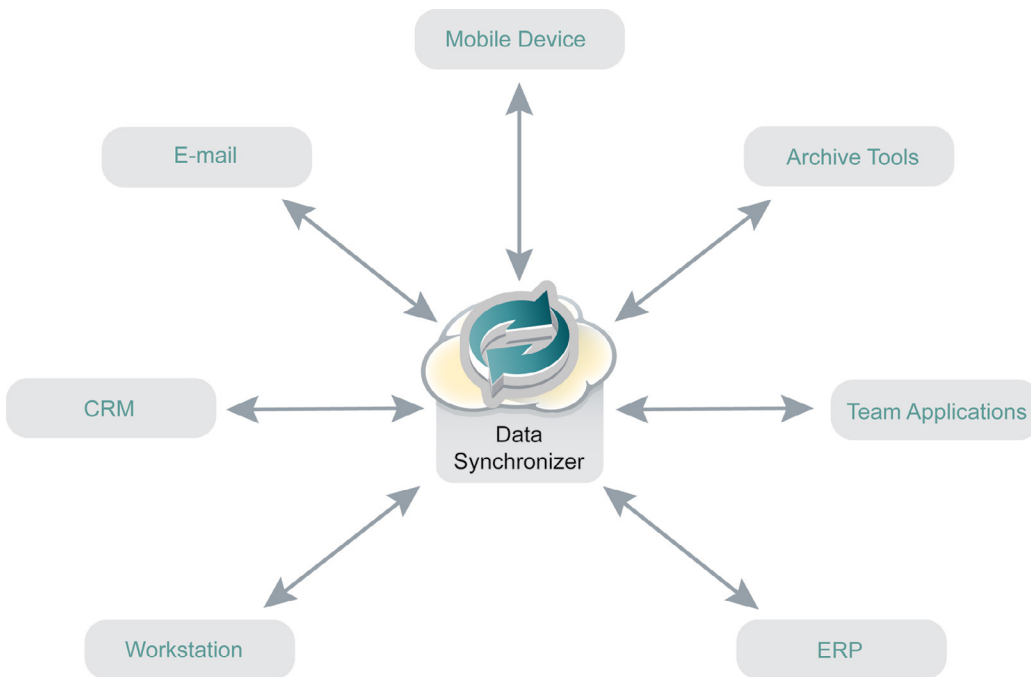 Mobile Device
E-mail
Archive Tools
CRM
Data
Synchronizer
Team Applications
Workstation
ERP